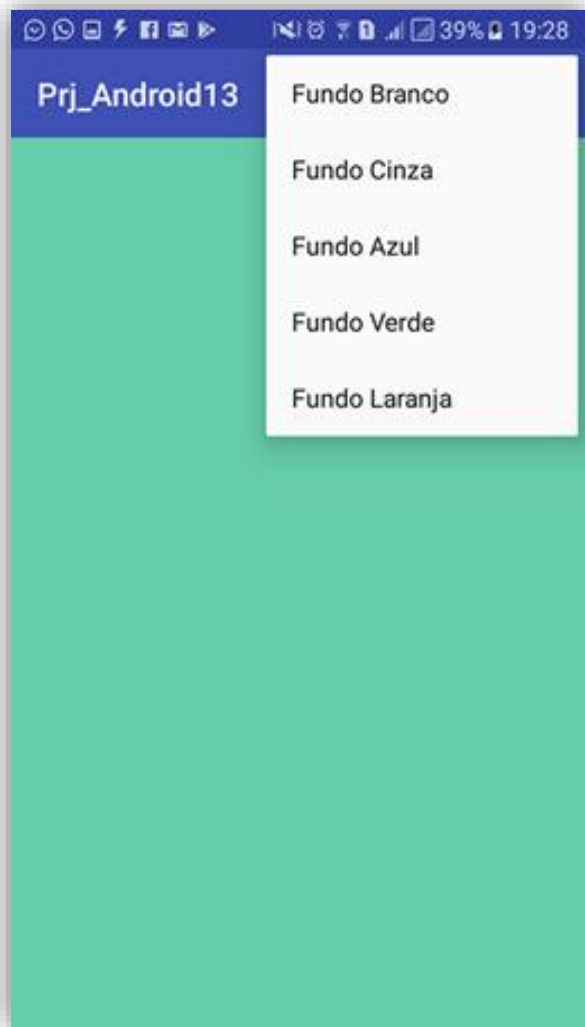 39% 19:28
Prj_Android13
Fundo Branco
Fundo Cinza
Fundo Azul
Fundo Verde
Fundo Laranja